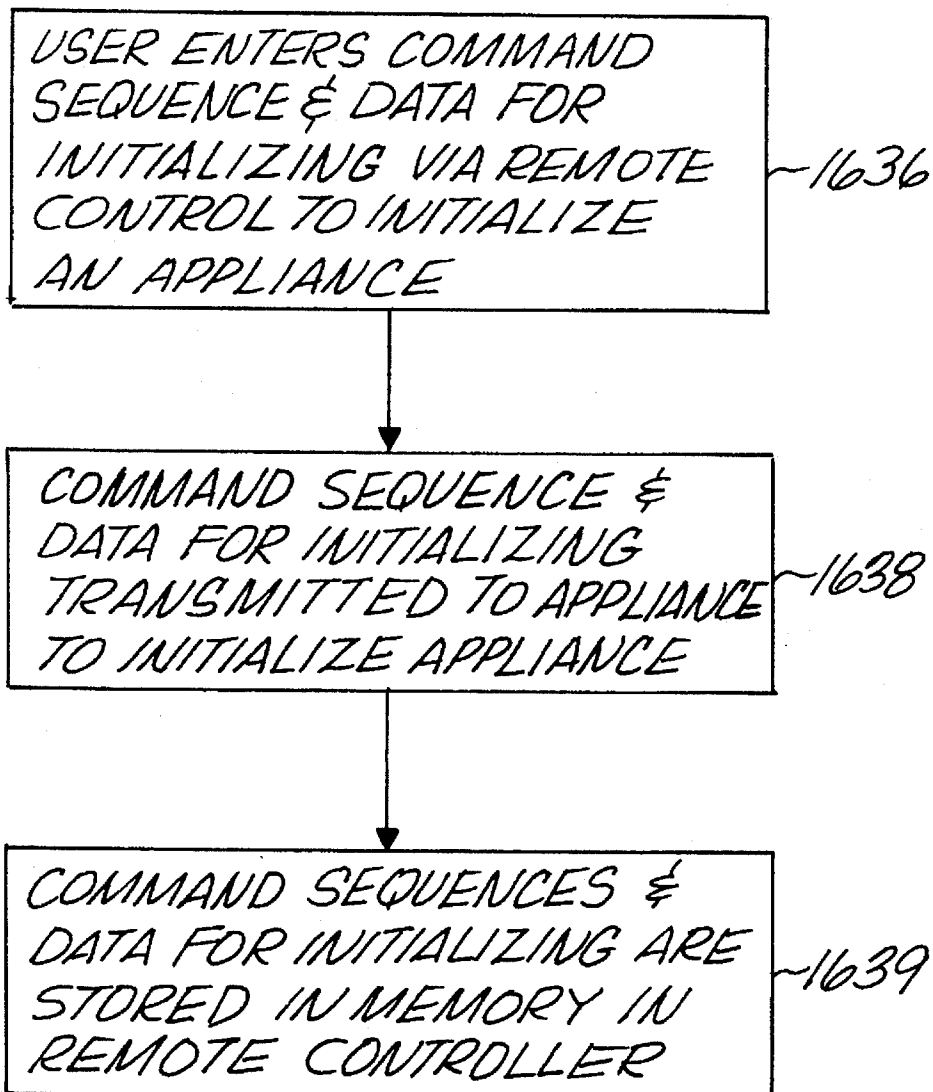 USER ENTERS COMMAND
SEQUENCE & DATA FOR
INITIALIZING VIA REMOTE
CONTROL TO INITIALIZE
AN APPLIANCE
~1636
COMMAND SEQUENCE &
DATA FOR INITIALIZING
TRANSMITTED TO APPLIANCE
TO INITIALIZE APPLIANCE
~1638
COMMAND SEQUENCES &
DATA FOR INITIALIZING ARE
STORED IN MEMORY IN
REMOTE CONTROLLER
~1639